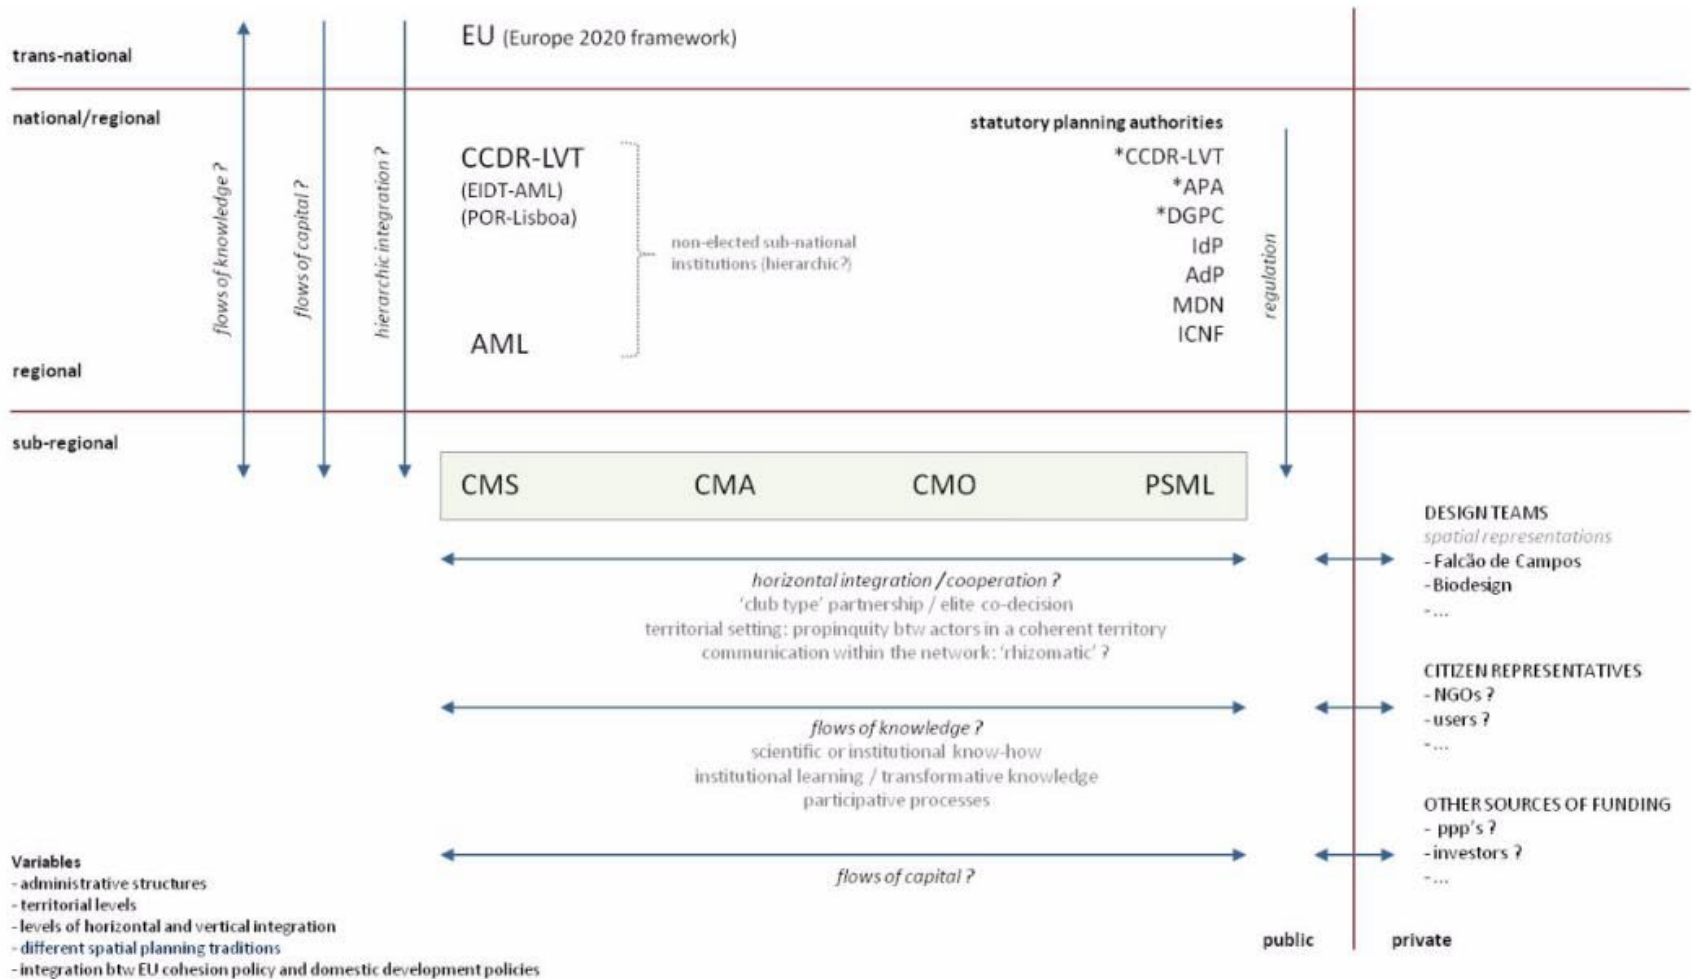 EU (Europe 2020 framework)
trans-national
national/regional
flows of knowledge ?
flows of capital ?
hierarchic integration ?
CCDR-LVT
(EIDT-AML)
(POR-Lisboa)
AML
non-elected sub-national
institutions (hierarchic?)
statutory planning authorities
*CCDR-LVT
*APA
*DGPC
IdP
AdP
MDN
ICNF
regulation
regional
sub-regional
CMS CMA CMO PSML
horizontal integration / cooperation ?
'club type' partnership / elite co-decision
territorial setting: propinquity btw actors in a coherent territory
communication within the network: 'rhizomatic' ?
flows of knowledge ?
scientific or institutional know-how
institutional learning / transformative knowledge
participative processes
flows of capital ?
DESIGN TEAMS
spatial representations
- Falcão de Campos
- Biodesign
- ...
CITIZEN REPRESENTATIVES
- NGOs ?
- users ?
- ...
OTHER SOURCES OF FUNDING
- ppp's ?
- investors ?
- ...
public private
Variables
- administrative structures
- territorial levels
- levels of horizontal and vertical integration
- different spatial planning traditions
- integration btw EU cohesion policy and domestic development policies